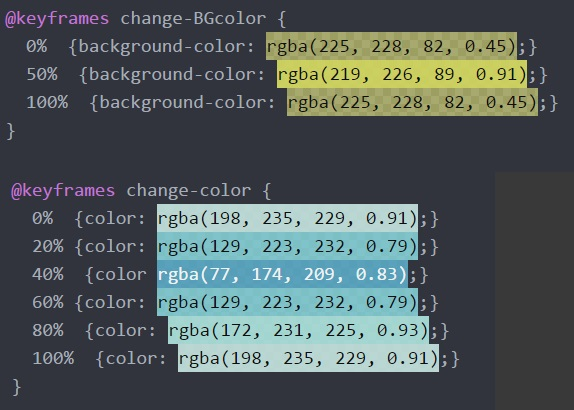 @keyframes change-BGcolor {
0% {background-color: rgba(225, 228, 82, 0.45);}
50% {background-color: rgba(219, 226, 89, 0.91);}
100% {background-color: rgba(225, 228, 82, 0.45);}
}
@keyframes change-color {
0% {color: rgba(198, 235, 229, 0.91);}
20% {color: rgba(129, 223, 232, 0.79);}
40% {color rgba(77, 174, 209, 0.83);}
60% {color: rgba(129, 223, 232, 0.79);}
80% {color: rgba(172, 231, 225, 0.93);}
100% {color: rgba(198, 235, 229, 0.91);}
}